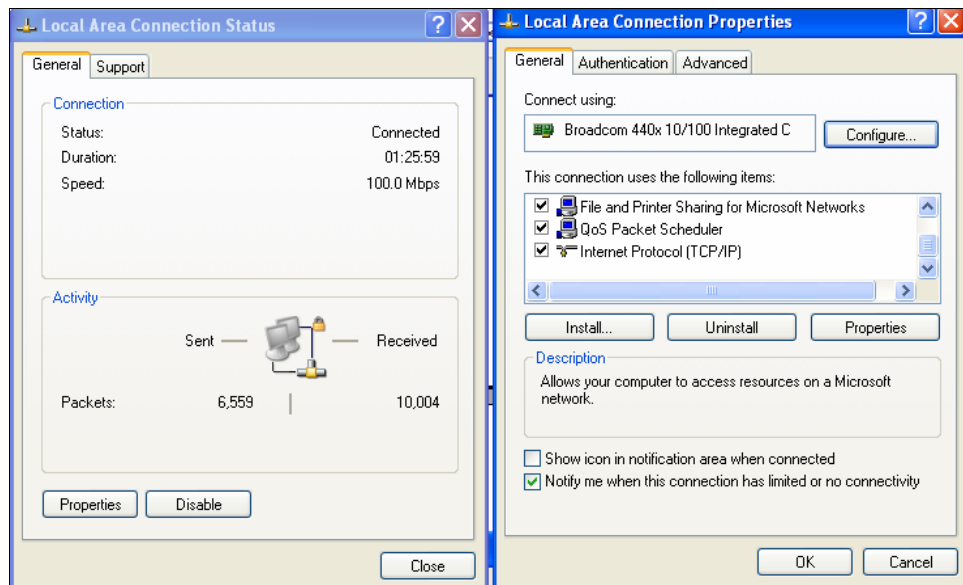 Local Area Connection Status
General Support
Connection
Status: Connected
Duration: 01:25:59
Speed: 100.0 Mbps
Activity
Sent Received
Packets: 6,559 10,004
Properties Disable
Close
Local Area Connection Properties
General Authentication Advanced
Connect using:
Broadcom 440x 10/100 Integrated C Configure...
This connection uses the following items:
File and Printer Sharing for Microsoft Networks
QoS Packet Scheduler
Internet Protocol (TCP/IP)
Install... Uninstall Properties
Description
Allows your computer to access resources on a Microsoft
network.
Show icon in notification area when connected
Notify me when this connection has limited or no connectivity
OK Cancel